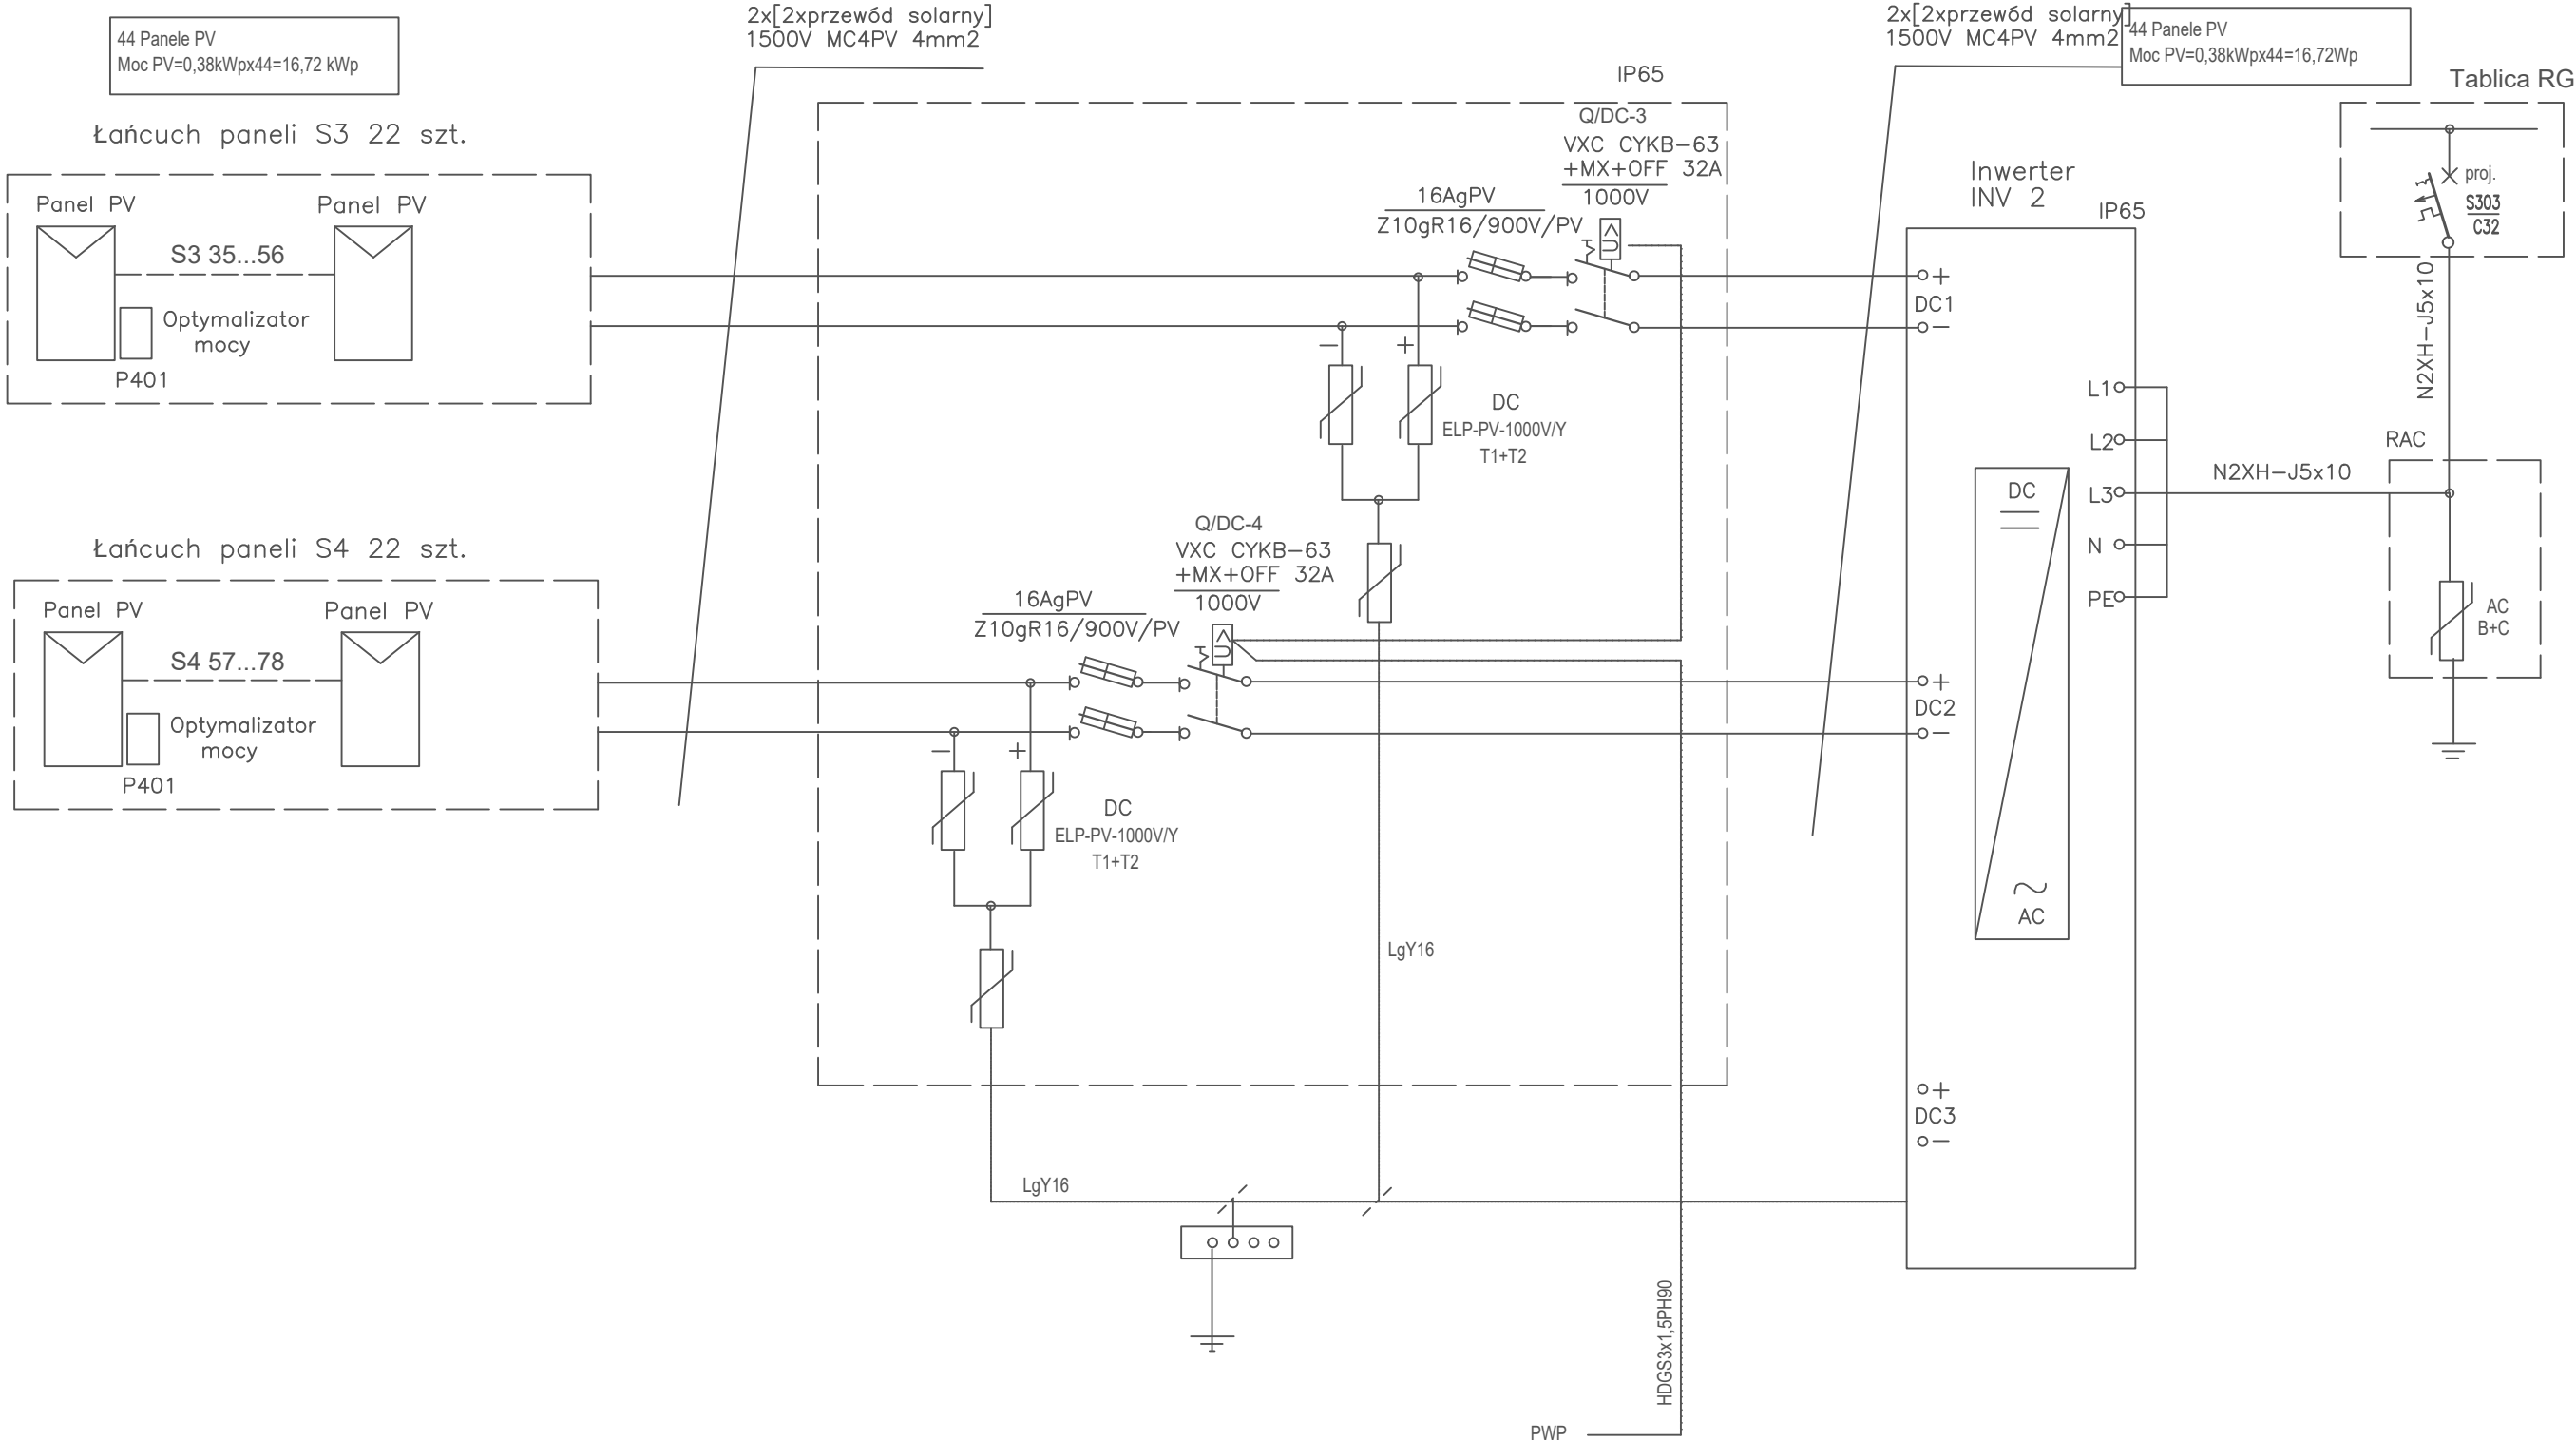 44 Panele PV
Moc PV=0,38kWpx44=16,72 kWp
2x[2xprzewód solarny]
1500V MC4PV 4mm2
2x[2xprzewód solarny]
1500V MC4PV 4mm2
44 Panele PV
Moc PV=0,38kWpx44=16,72Wp
Tablica RG
proj.
S303
C32
N2XH-J5x10
Łańcuch paneli S3 22 szt.
Panel PV
Panel PV
S3 35...56
Optymalizator
mocy
P401
IP65
Q/DC-3
VXC CYKB-63
+MX+OFF 32A
1000V
U>
16AgPV
Z10gR16/900V/PV
- +
DC
ELP-PV-1000V/Y
T1+T2
Inwerter
INV 2
IP65
+
DC1
-
L1
L2
L3
N
PE
DC
AC
N2XH-J5x10
RAC
AC
B+C
Łańcuch paneli S4 22 szt.
Panel PV
Panel PV
S4 57...78
Optymalizator
mocy
P401
Q/DC-4
VXC CYKB-63
+MX+OFF 32A
1000V
U>
16AgPV
Z10gR16/900V/PV
- +
DC
ELP-PV-1000V/Y
T1+T2
+
DC2
-
LgY16
+
DC3
-
LgY16
HDGS3x1,5PH90
PWP